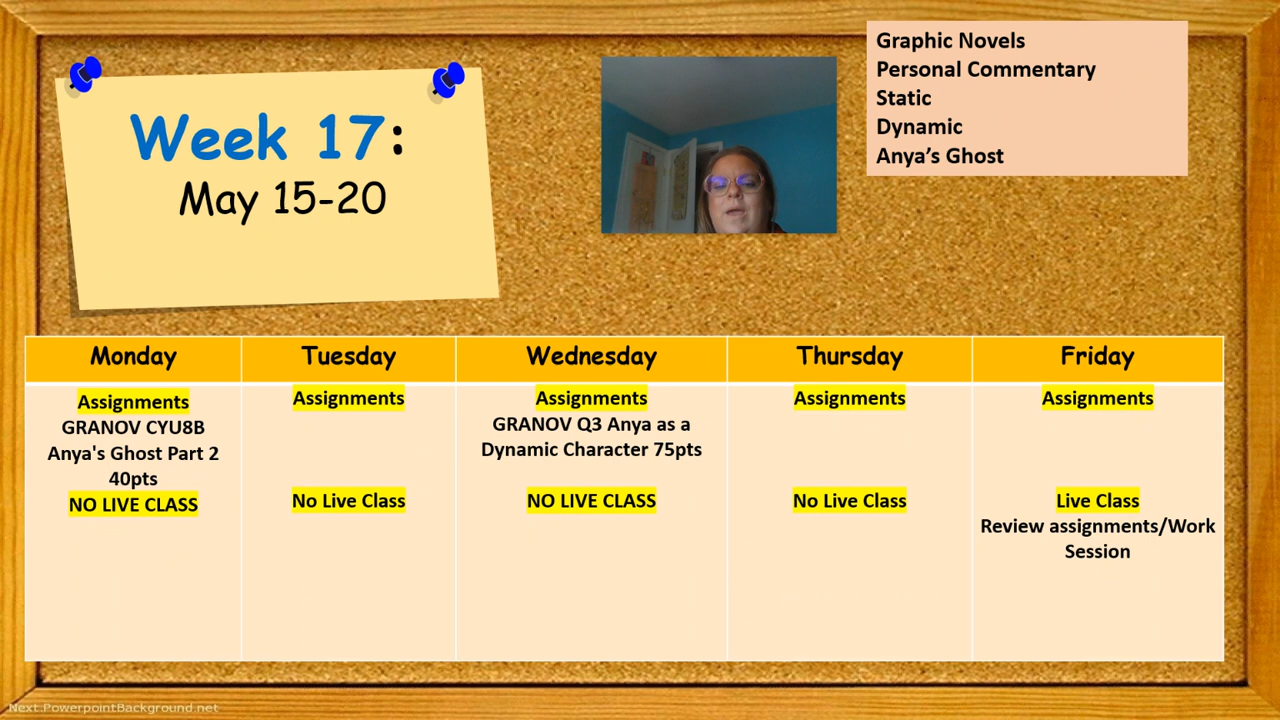 Week 17:
May 15-20
Graphic Novels
Personal Commentary
Static
Dynamic
Anya’s Ghost
Monday
Tuesday
Wednesday
Thursday
Friday
Assignments
GRANOV CYU8B
Anya's Ghost Part 2
40pts
NO LIVE CLASS
Assignments
No Live Class
Assignments
GRANOV Q3 Anya as a
Dynamic Character 75pts
NO LIVE CLASS
Assignments
No Live Class
Assignments
Live Class
Review assignments/Work
Session
Next.PowerpointBackground.net